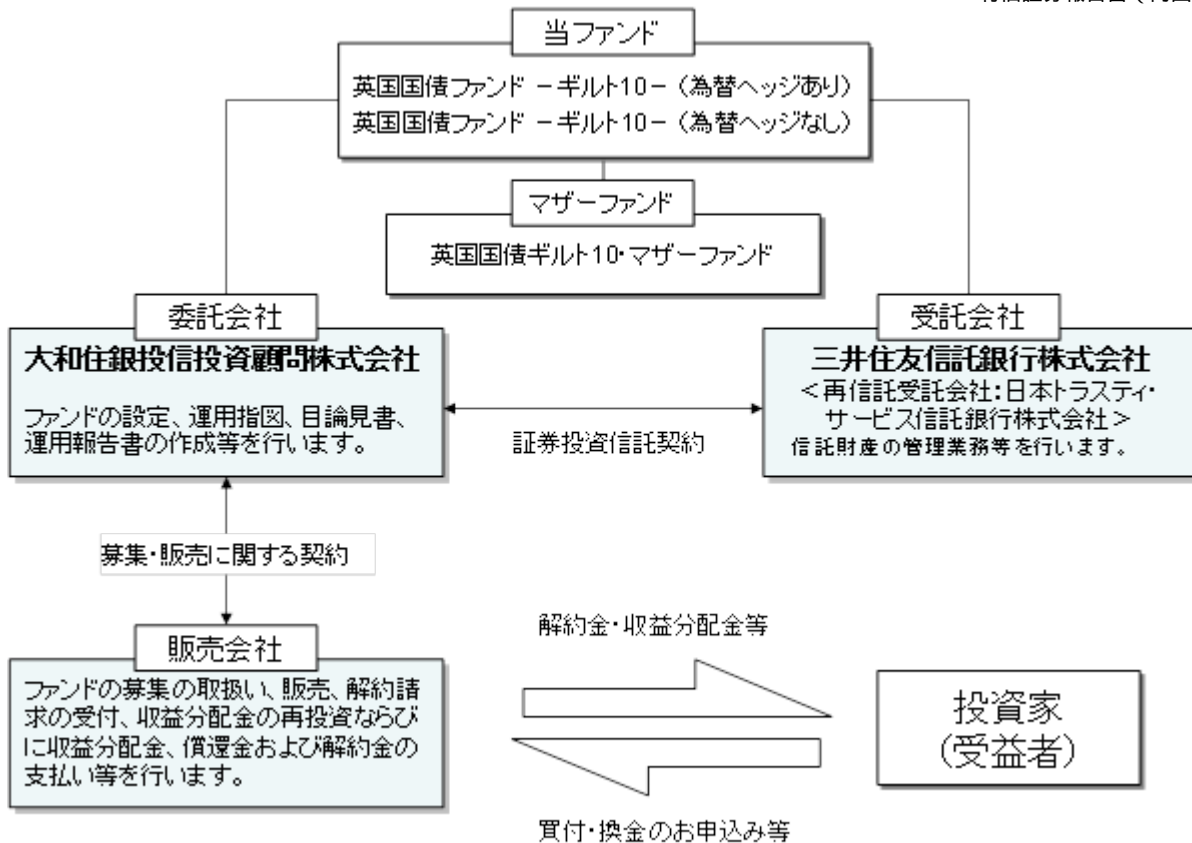 当ファンド
英国国債ファンド －ギルト10－ （為替ヘッジあり）
英国国債ファンド －ギルト10－ （為替ヘッジなし）
マザーファンド
英国国債ギルト10・マザーファンド
委託会社
大和住銀投信投資顧問株式会社
ファンドの設定、運用指図、目論見書、
運用報告書の作成等を行います。
証券投資信託契約
受託会社
三井住友信託銀行株式会社
＜再信託受託会社：日本トラスティ・
サービス信託銀行株式会社＞
信託財産の管理業務等を行います。
募集・販売に関する契約
販売会社
ファンドの募集の取扱い、販売、解約請
求の受付、収益分配金の再投資ならび
に収益分配金、償還金および解約金の
支払い等を行います。
解約金・収益分配金等
買付・換金のお申込み等
投資家
（受益者）